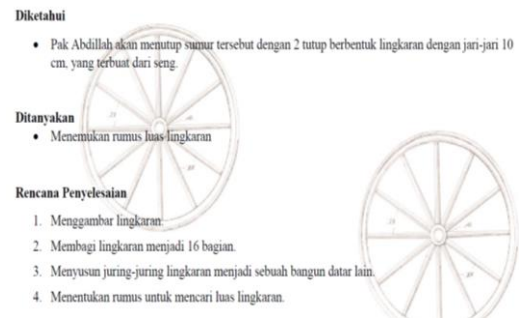 Diketahui
• Pak Abdillah akan menutup sumur tersebut dengan 2 tutup berbentuk lingkaran dengan jari-jari 10
cm, yang terbuat dari seng.
Ditanyakan
• Menemukan rumus luas lingkaran
Rencana Penyelesaian
1. Menggambar lingkaran.
2. Membagi lingkaran menjadi 16 bagian.
3. Menyusun juring-juring lingkaran menjadi sebuah bangun datar lain.
4. Menentukan rumus untuk mencari luas lingkaran.